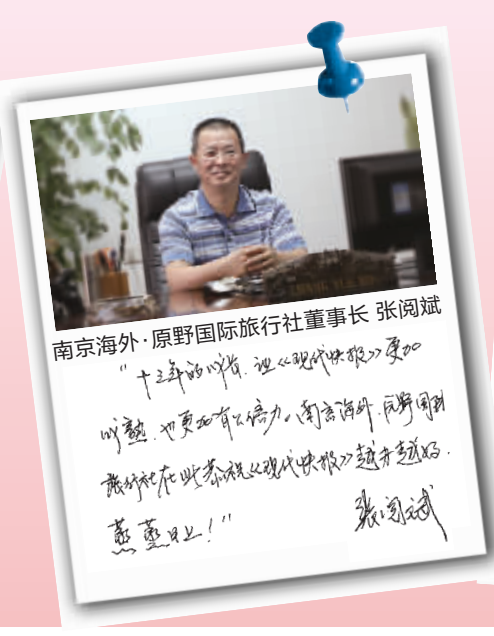 南京海外·原野国际旅行社董事长 张阅斌
"十三年的, 让《现代快报》更加
成熟, 也更加有公信力。南京海外·原野国际
旅行社在此恭祝《现代快报》越办越好,
蒸蒸日上!"
张阅斌